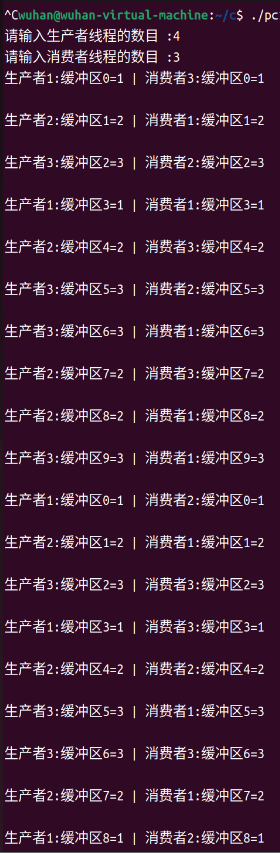 ^Cwuhan@wuhan-virtual-machine:~/c$ ./pc
请输入生产者线程的数目 :4
请输入消费者线程的数目 :3
生产者1:缓冲区0=1 | 消费者3:缓冲区0=1
生产者2:缓冲区1=2 | 消费者1:缓冲区1=2
生产者3:缓冲区2=3 | 消费者2:缓冲区2=3
生产者1:缓冲区3=1 | 消费者1:缓冲区3=1
生产者2:缓冲区4=2 | 消费者3:缓冲区4=2
生产者3:缓冲区5=3 | 消费者2:缓冲区5=3
生产者3:缓冲区6=3 | 消费者1:缓冲区6=3
生产者2:缓冲区7=2 | 消费者3:缓冲区7=2
生产者2:缓冲区8=2 | 消费者1:缓冲区8=2
生产者3:缓冲区9=3 | 消费者1:缓冲区9=3
生产者1:缓冲区0=1 | 消费者2:缓冲区0=1
生产者2:缓冲区1=2 | 消费者1:缓冲区1=2
生产者3:缓冲区2=3 | 消费者3:缓冲区2=3
生产者1:缓冲区3=1 | 消费者3:缓冲区3=1
生产者2:缓冲区4=2 | 消费者2:缓冲区4=2
生产者3:缓冲区5=3 | 消费者1:缓冲区5=3
生产者3:缓冲区6=3 | 消费者3:缓冲区6=3
生产者2:缓冲区7=2 | 消费者1:缓冲区7=2
生产者1:缓冲区8=1 | 消费者2:缓冲区8=1